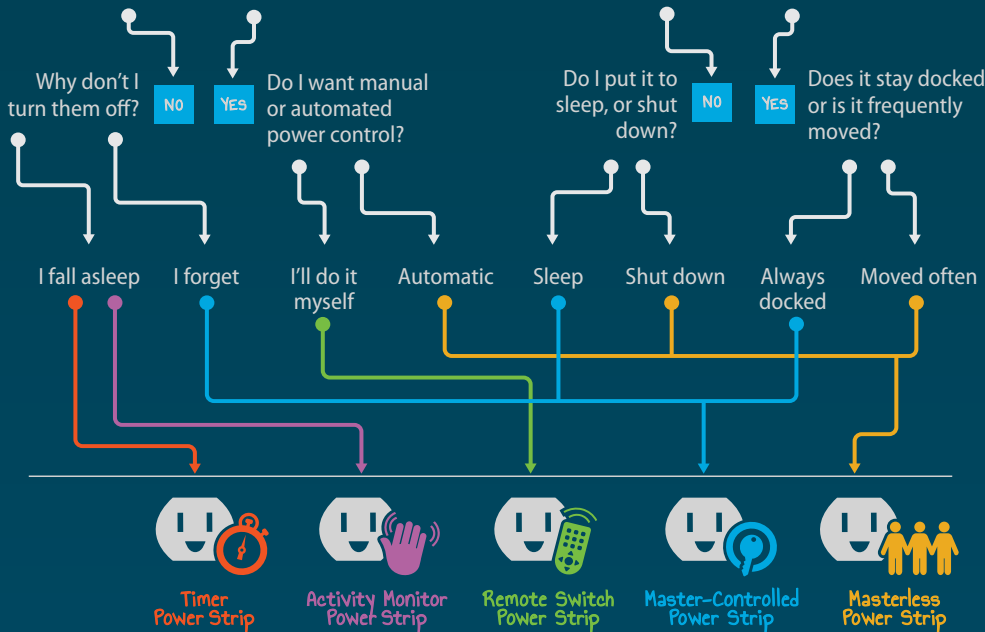 Why don't I
turn them off?
NO
YES
Do I want manual
or automated
power control?
Do I put it to
sleep, or shut
down?
NO
YES
Does it stay docked
or is it frequently
moved?
I fall asleep
I forget
I'll do it
myself
Automatic
Sleep
Shut down
Always
docked
Moved often
Timer
Power Strip
Activity Monitor
Power Strip
Remote Switch
Power Strip
Master-Controlled
Power Strip
Masterless
Power Strip